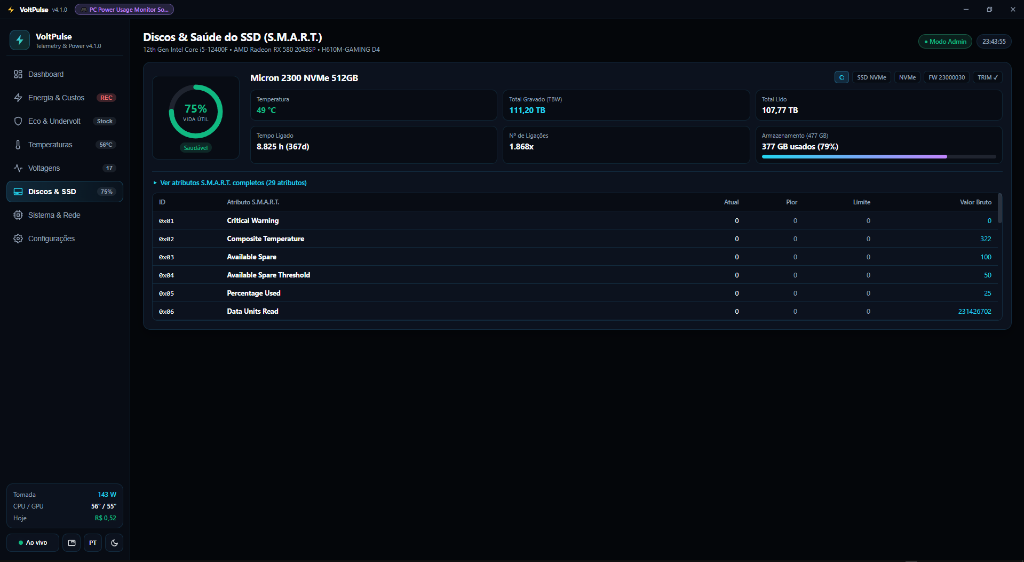 VoltPulse v4.1.0 PC Power Usage Monitor So...
VoltPulse
Telemetry & Power v4.1.0
Dashboard
Energia & Custos REC
Eco & Undervolt Stock
Temperaturas 56°C
Voltagens 17
Discos & SSD 75%
Sistema & Rede
Configurações
Tomada 143 W
CPU / GPU 56° / 55°
Hoje R$ 0,52
Ao vivo PT
Discos & Saúde do SSD (S.M.A.R.T.)
12th Gen Intel Core i5-12400F • AMD Radeon RX 580 2048SP • H610M-GAMING D4
Modo Admin 23:43:55
75%
VIDA ÚTIL
Saudável
Micron 2300 NVMe 512GB
C: SSD NVMe NVMe FW 23000030 TRIM ✓
Temperatura
49 °C
Total Gravado (TBW)
111,20 TB
Total Lido
107,77 TB
Tempo Ligado
8.825 h (367d)
Nº de Ligações
1.868x
Armazenamento (477 GB)
377 GB usados (79%)
Ver atributos S.M.A.R.T. completos (29 atributos)
ID Atributo S.M.A.R.T. Atual Pior Limite Valor Bruto
0x01 Critical Warning 0 0 0 0
0x02 Composite Temperature 0 0 0 322
0x03 Available Spare 0 0 0 100
0x04 Available Spare Threshold 0 0 0 50
0x05 Percentage Used 0 0 0 25
0x06 Data Units Read 0 0 0 231426702